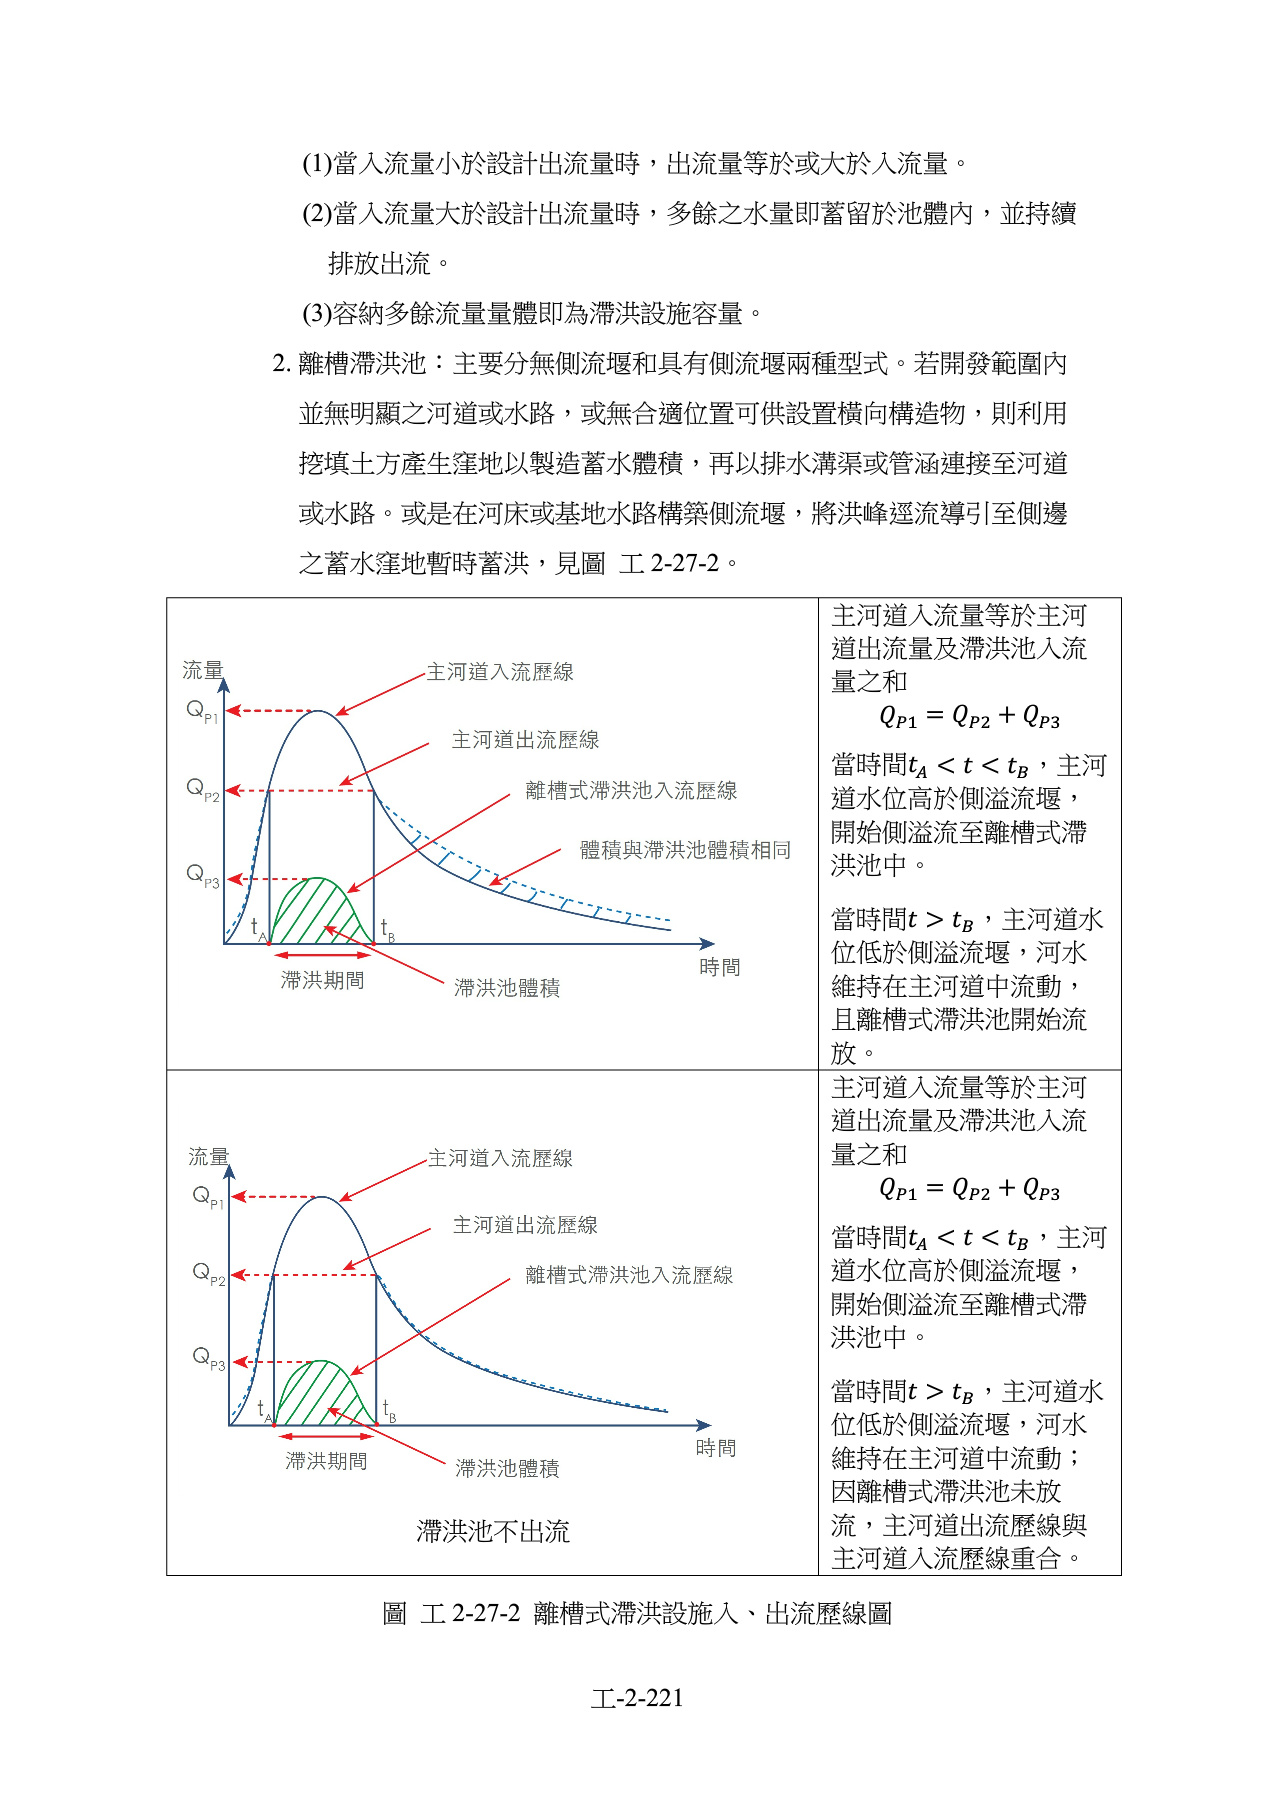 (1)當入流量小於設計出流量時，出流量等於或大於入流量。
(2)當入流量大於設計出流量時，多餘之水量即蓄留於池體內，並持續
排放出流。
(3)容納多餘流量量體即為滯洪設施容量。
2. 離槽滯洪池：主要分無側流堰和具有側流堰兩種型式。若開發範圍內
並無明顯之河道或水路，或無合適位置可供設置橫向構造物，則利用
挖填土方產生窪地以製造蓄水體積，再以排水溝渠或管涵連接至河道
或水路。或是在河床或基地水路構築側流堰，將洪峰逕流導引至側邊
之蓄水窪地暫時蓄洪，見圖 工 2-27-2。
流量
主河道入流歷線
Q_P1
主河道出流歷線
Q_P2
離槽式滯洪池入流歷線
體積與滯洪池體積相同
Q_P3
t_A
t_B
時間
滯洪期間
滯洪池體積
主河道入流量等於主河
道出流量及滯洪池入流
量之和
Q_P1 = Q_P2 + Q_P3
當時間t_A < t < t_B，主河
道水位高於側溢流堰，
開始側溢流至離槽式滯
洪池中。
當時間t > t_B，主河道水
位低於側溢流堰，河水
維持在主河道中流動，
且離槽式滯洪池開始流
放。
流量
主河道入流歷線
Q_P1
主河道出流歷線
Q_P2
離槽式滯洪池入流歷線
Q_P3
t_A
t_B
時間
滯洪期間
滯洪池體積
滯洪池不出流
主河道入流量等於主河
道出流量及滯洪池入流
量之和
Q_P1 = Q_P2 + Q_P3
當時間t_A < t < t_B，主河
道水位高於側溢流堰，
開始側溢流至離槽式滯
洪池中。
當時間t > t_B，主河道水
位低於側溢流堰，河水
維持在主河道中流動；
因離槽式滯洪池未放
流，主河道出流歷線與
主河道入流歷線重合。
圖 工 2-27-2 離槽式滯洪設施入、出流歷線圖
工-2-221